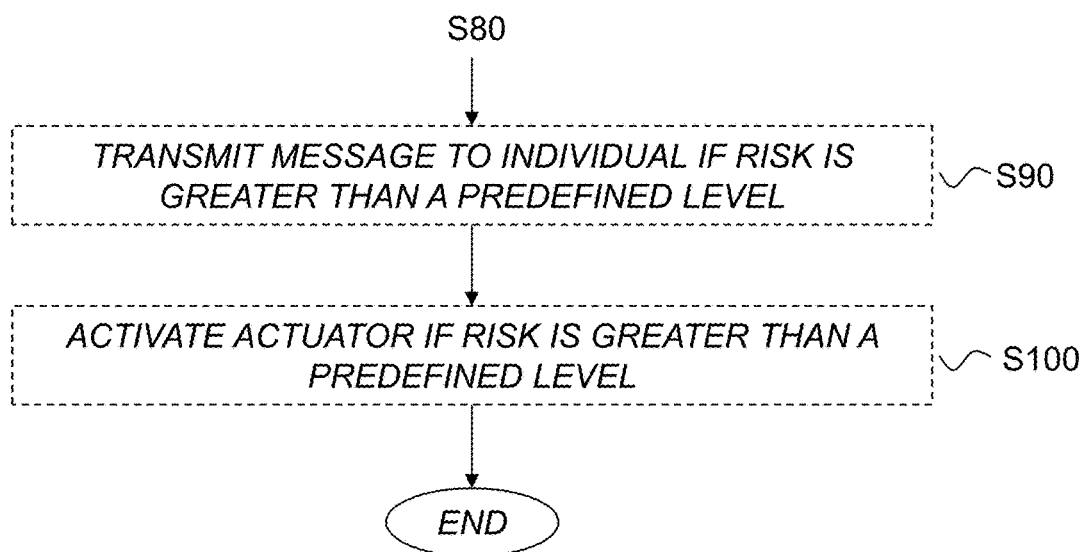 S80
TRANSMIT MESSAGE TO INDIVIDUAL IF RISK IS
GREATER THAN A PREDEFINED LEVEL
S90
ACTIVATE ACTUATOR IF RISK IS GREATER THAN A
PREDEFINED LEVEL
S100
END